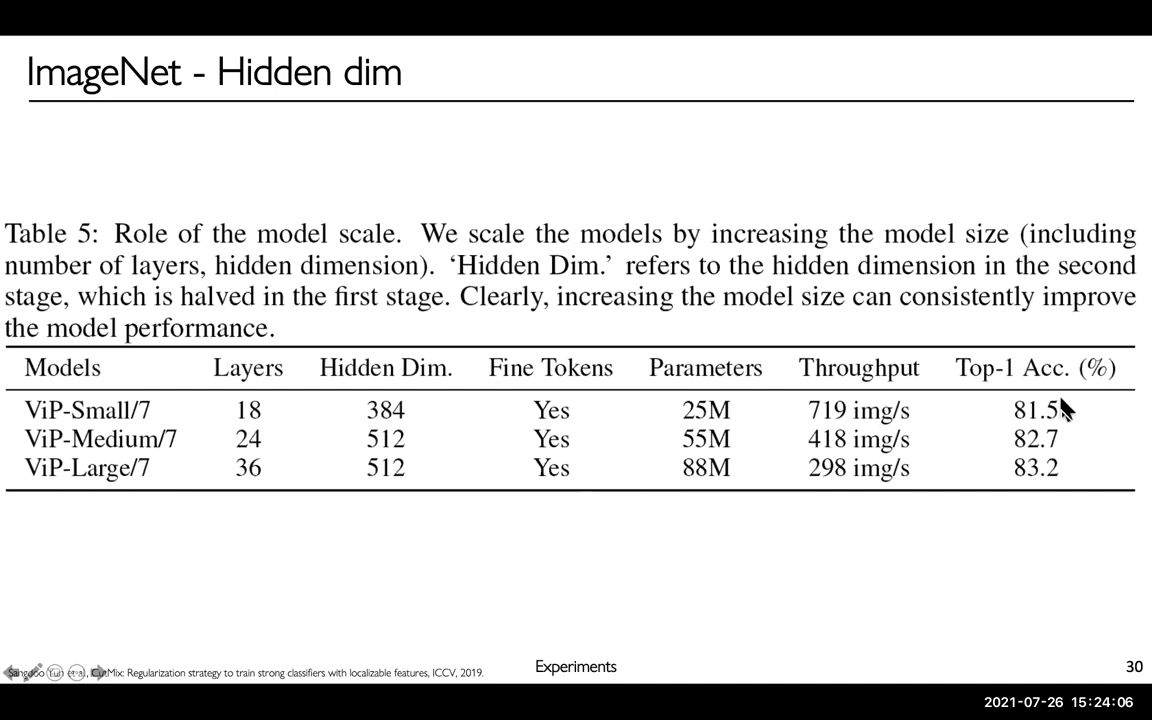 ImageNet - Hidden dim
Table 5: Role of the model scale. We scale the models by increasing the model size (including
number of layers, hidden dimension). ‘Hidden Dim.’ refers to the hidden dimension in the second
stage, which is halved in the first stage. Clearly, increasing the model size can consistently improve
the model performance.
Models Layers Hidden Dim. Fine Tokens Parameters Throughput Top-1 Acc. (%)
ViP-Small/7 18 384 Yes 25M 719 img/s 81.5
ViP-Medium/7 24 512 Yes 55M 418 img/s 82.7
ViP-Large/7 36 512 Yes 88M 298 img/s 83.2
Sangdoo Yun et al., CutMix: Regularization strategy to train strong classifiers with localizable features, ICCV, 2019.
Experiments
30
2021-07-26 15:24:06